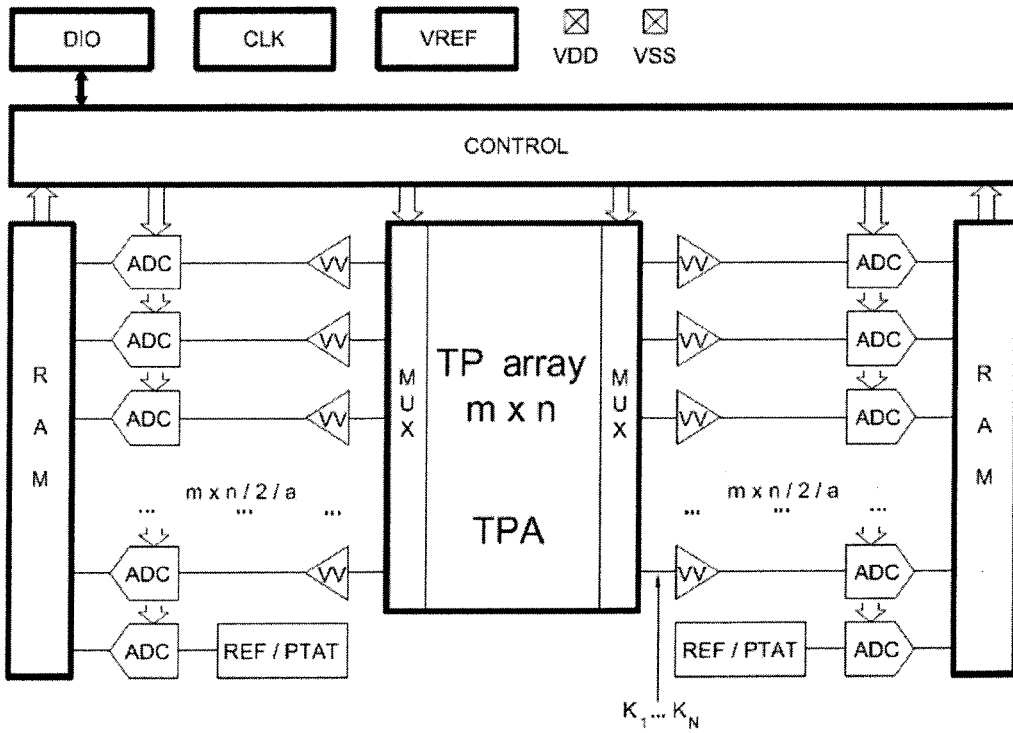 DIO CLK VREF VDD VSS
CONTROL
ADC VV VV ADC
ADC VV VV ADC
ADC VV VV ADC
R A M
M U X
TP array
m x n
TPA
M U X
R A M
m x n / 2 / a m x n / 2 / a
... ... ... ... ... ...
ADC VV VV ADC
ADC REF / PTAT REF / PTAT ADC
K1... KN